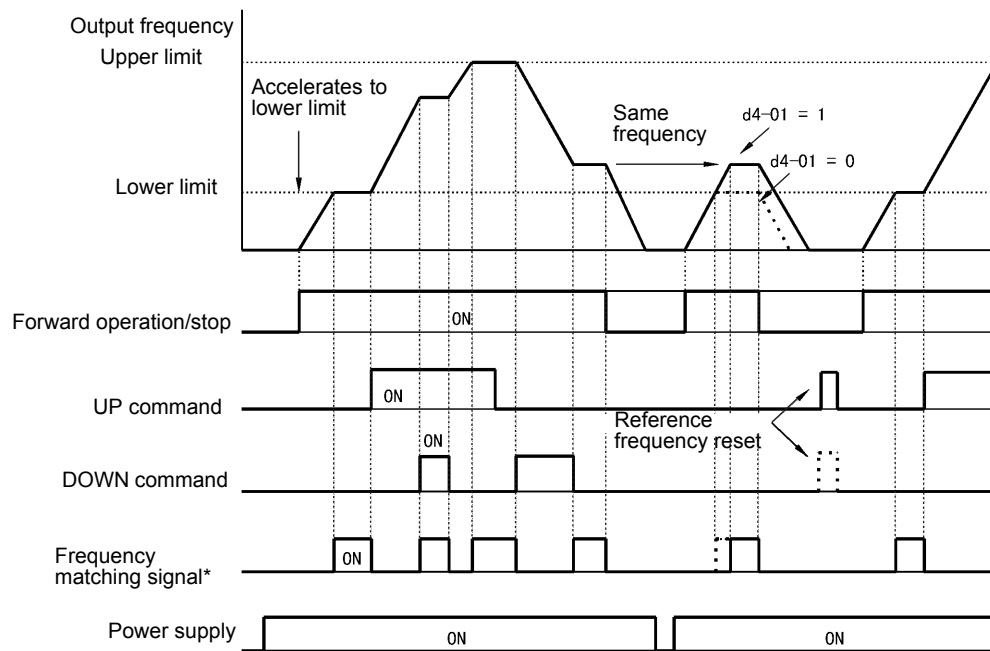 Output frequency
Upper limit
Accelerates to
lower limit
Same
frequency
d4-01 = 1
d4-01 = 0
Lower limit
Forward operation/stop
ON
UP command
ON
Reference
frequency reset
ON
DOWN command
Frequency
matching signal*
ON
Power supply
ON
ON